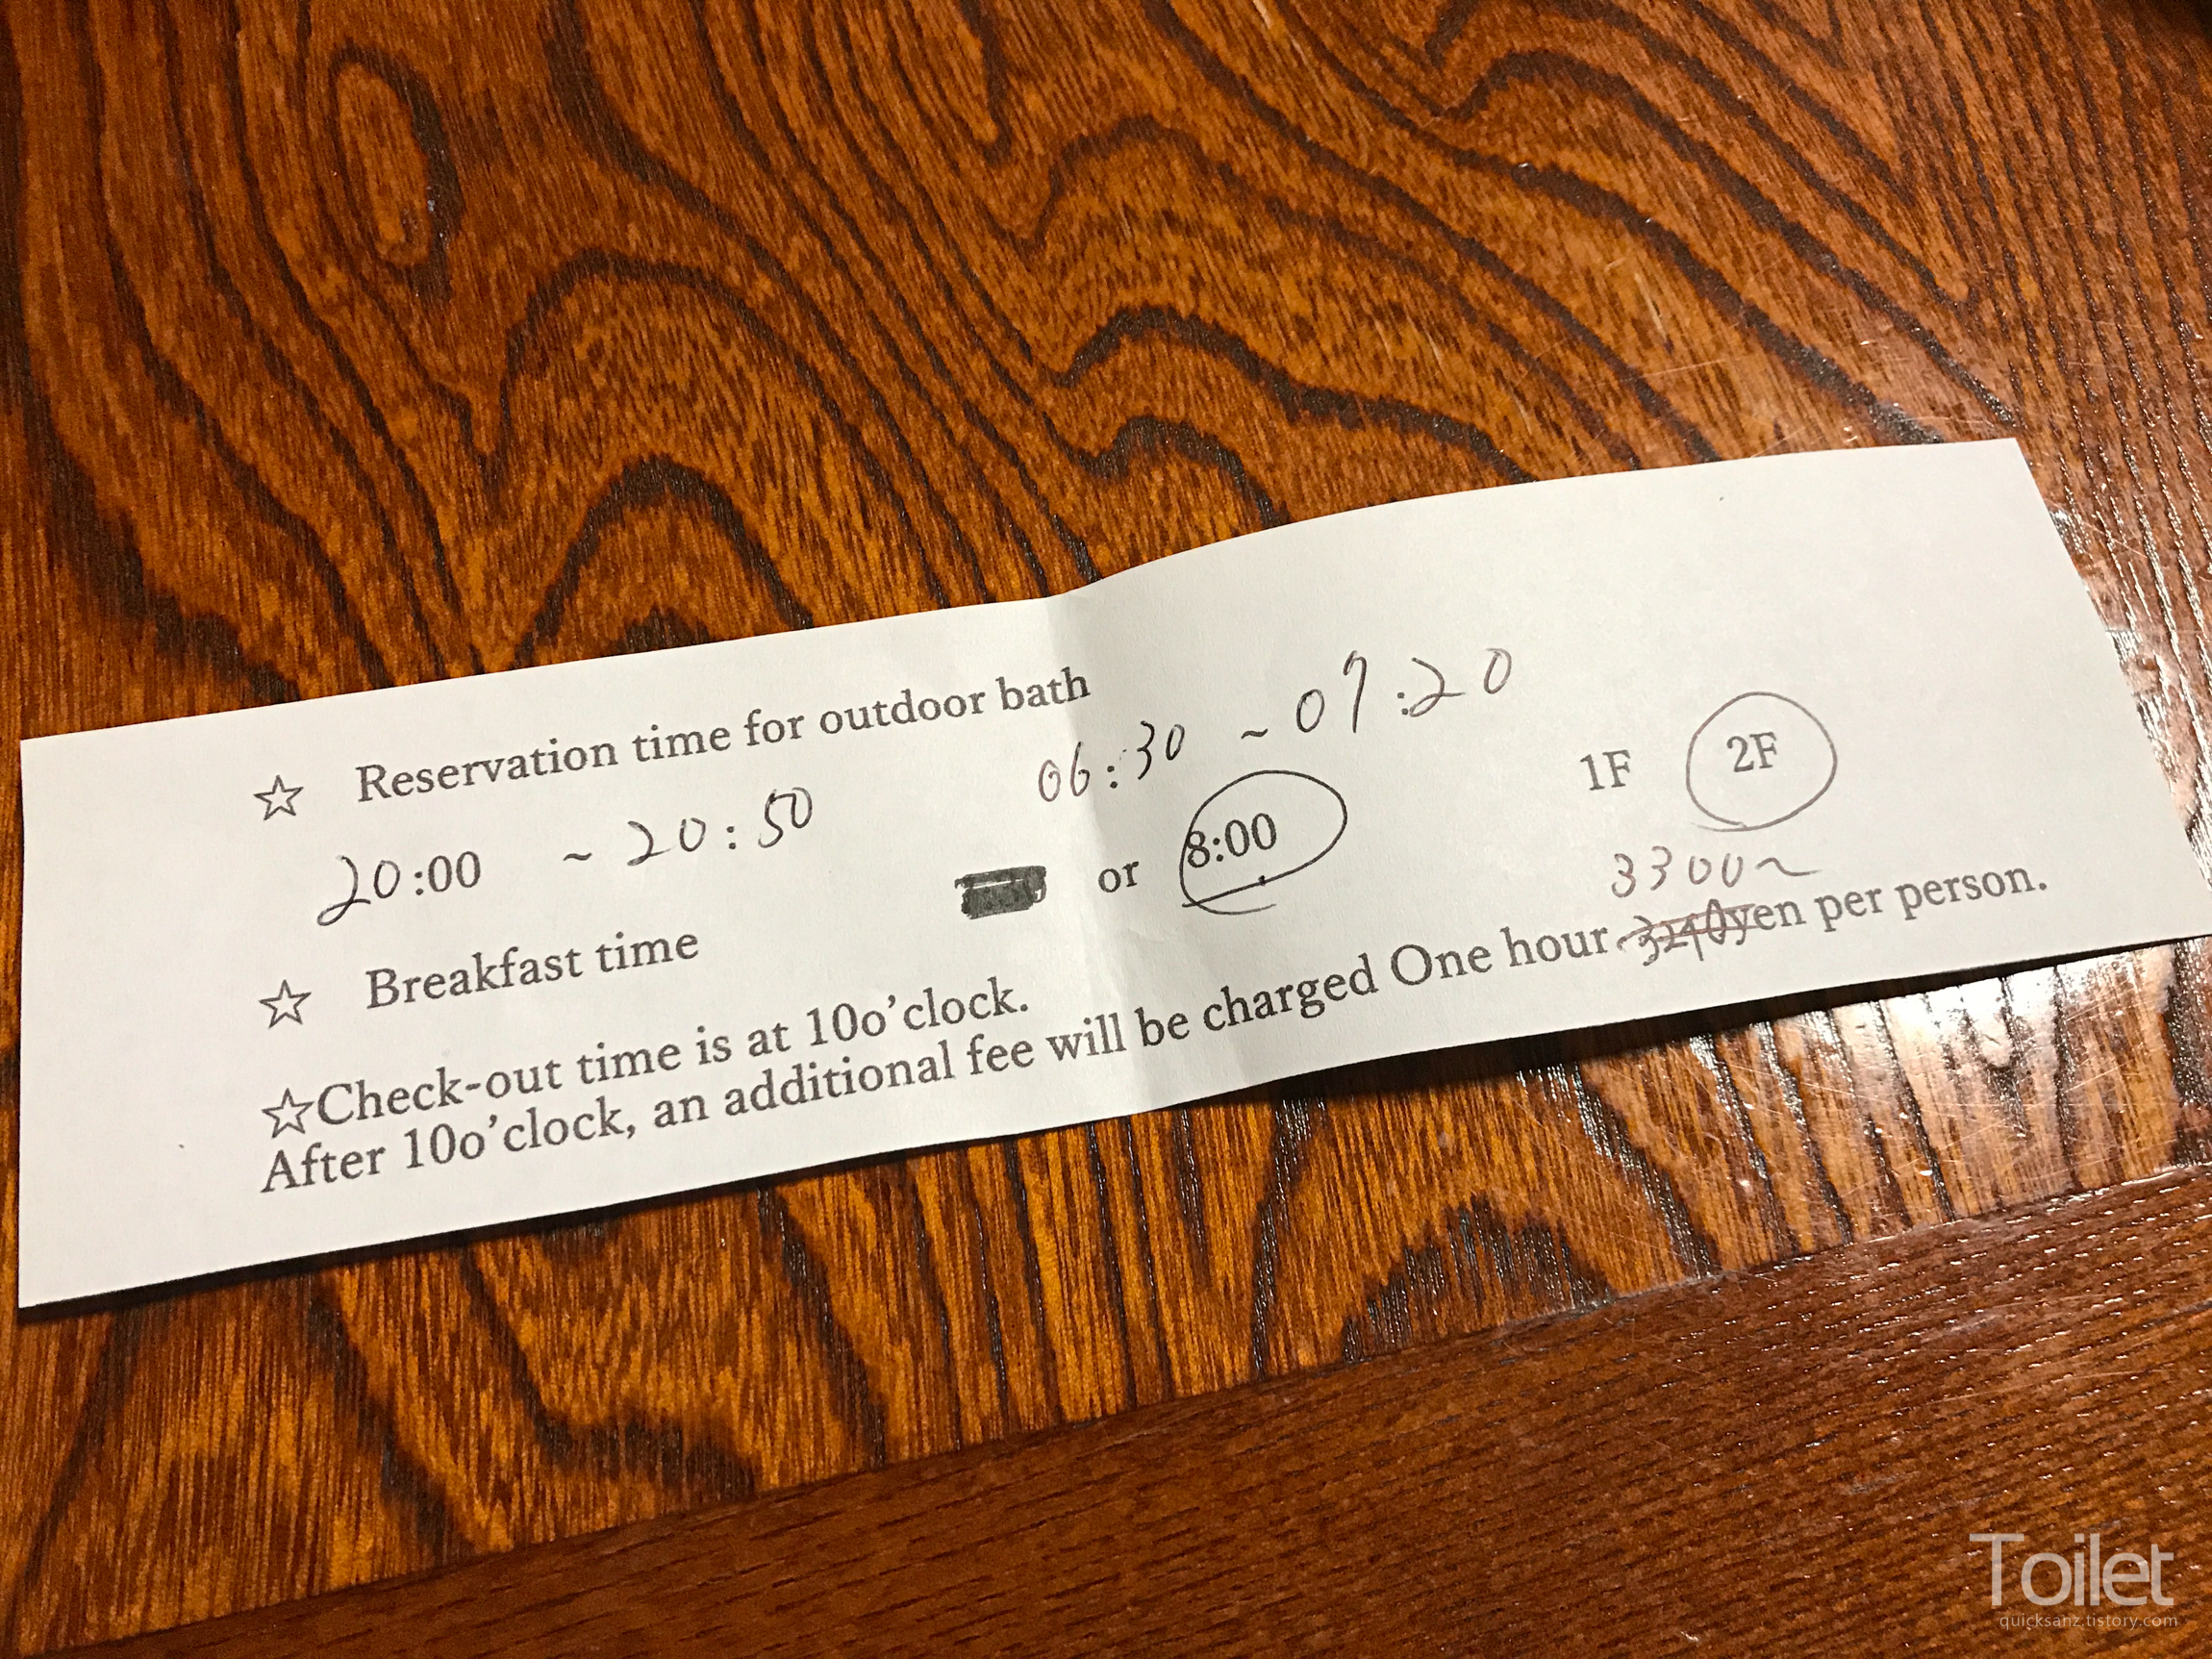 ☆ Reservation time for outdoor bath
20:00 ~ 20:50 06:30 ~ 07:20
☆ Breakfast time or 8:00 1F 2F
☆Check-out time is at 10o'clock.
3300~
After 10o'clock, an additional fee will be charged One hour 3240yen per person.
Toilet
quicksanz.tistory.com